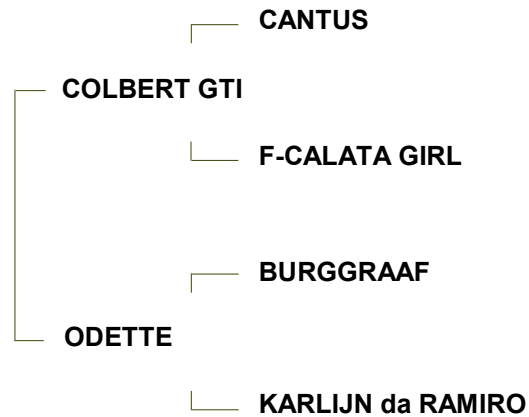 CANTUS
COLBERT GTI
F-CALATA GIRL
BURGGRAAF
ODETTE
KARLIJN da RAMIRO